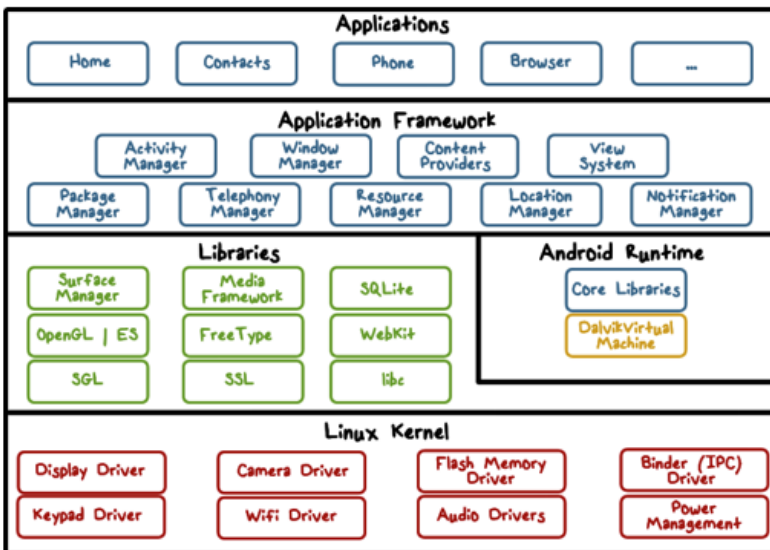 Applications
Home
Contacts
Phone
Browser
...
Application Framework
Activity
Manager
Window
Manager
Content
Providers
View
System
Package
Manager
Telephony
Manager
Resource
Manager
Location
Manager
Notification
Manager
Libraries
Surface
Manager
Media
Framework
SQLite
OpenGL | ES
FreeType
WebKit
SGL
SSL
libc
Android Runtime
Core Libraries
DalvikVirtual
Machine
Linux Kernel
Display Driver
Camera Driver
Flash Memory
Driver
Binder (IPC)
Driver
Keypad Driver
Wifi Driver
Audio Drivers
Power
Management